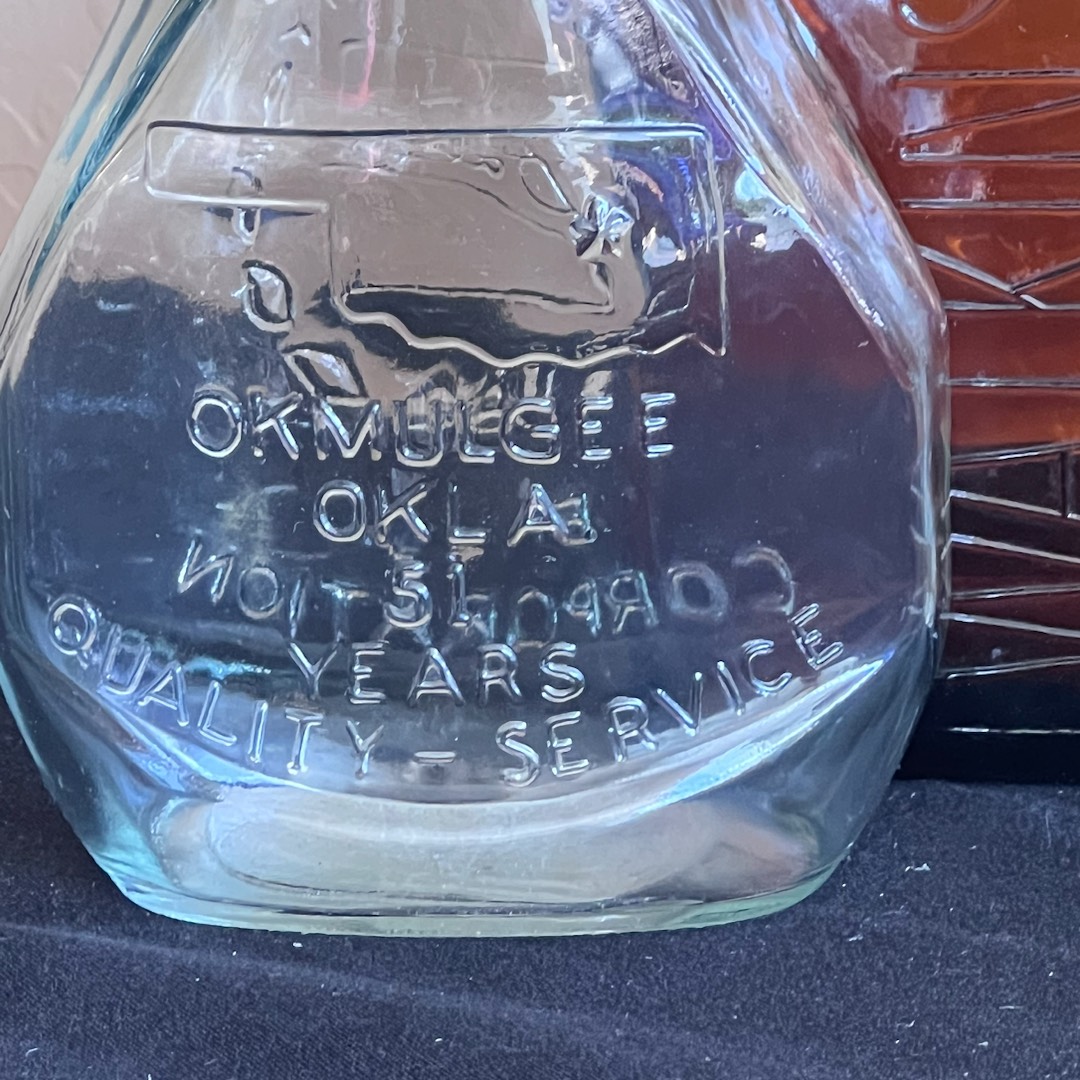 OKMULGEE
OKLA
51
YEARS
QUALITY - SERVICE
CORPORATION